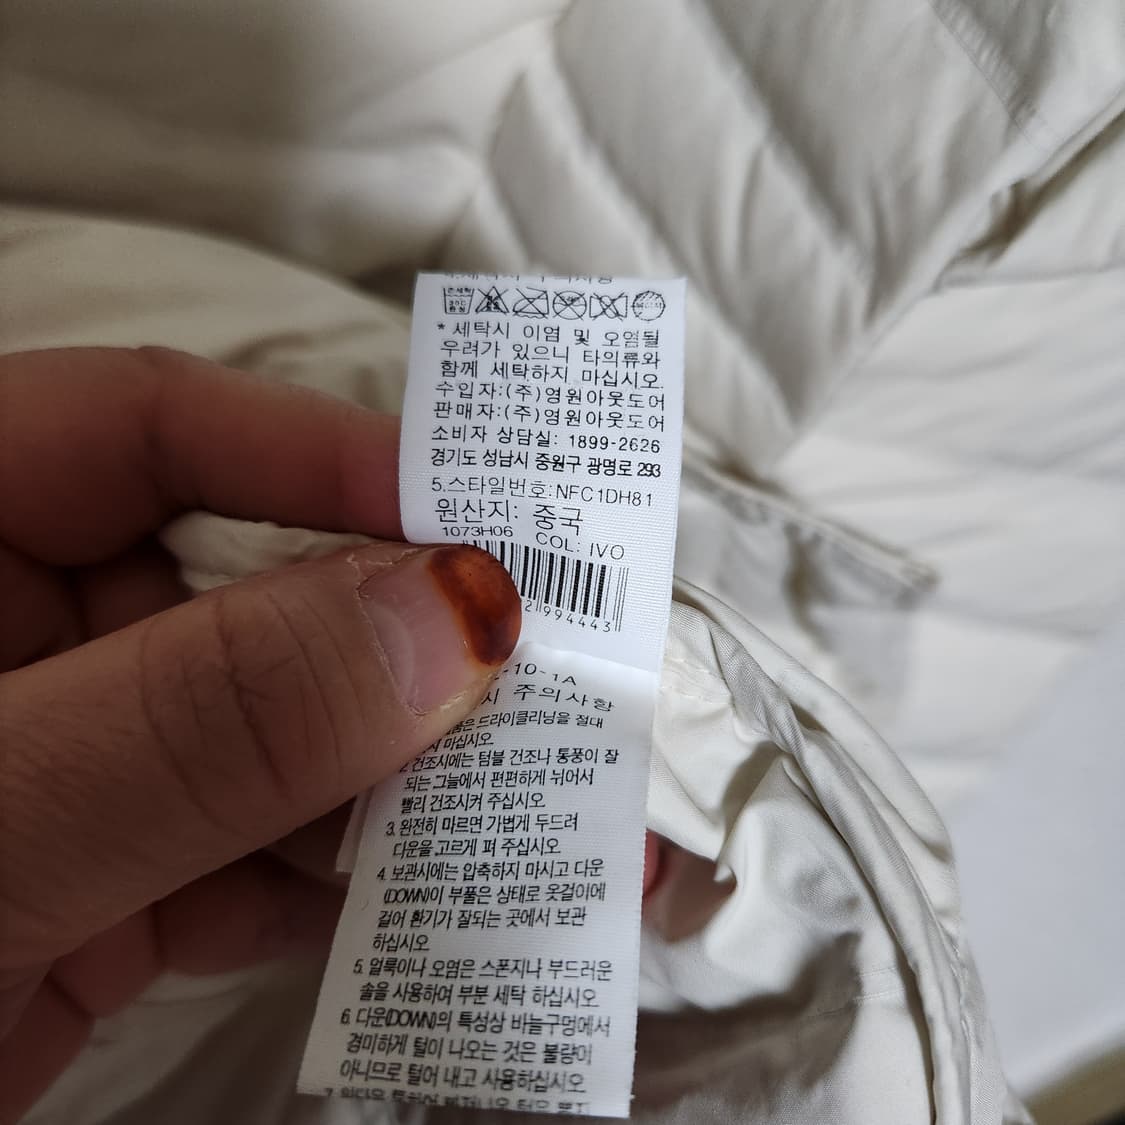 * 세탁시 이염 및 오염될
우려가 있으니 타의류와
함께 세탁하지 마십시오.
수입자:(주)영원아웃도어
판매자:(주)영원아웃도어
소비자 상담실: 1899-2626
경기도 성남시 중원구 광명로 293
5.스타일번호:NFC1DH81
원산지: 중국
1073H06 COL: IVO
2 994443
-10-1A
시 주의사항
드라이클리닝을 절대
마십시오
2. 건조시에는 텀블 건조나 통풍이 잘
되는 그늘에서 편편하게 뉘어서
빨리 건조시켜 주십시오
3. 완전히 마르면 가볍게 두드려
다운을 고르게 펴 주십시오
4. 보관시에는 압축하지 마시고 다운
(DOWN)이 부풀은 상태로 옷걸이에
걸어 환기가 잘되는 곳에서 보관
하십시오
5. 얼룩이나 오염은 스폰지나 부드러운
솔을 사용하여 부분 세탁 하십시오
6. 다운(DOWN)의 특성상 바늘구멍에서
경미하게 털이 나오는 것은 불량이
아니므로 털어 내고 사용하십시오